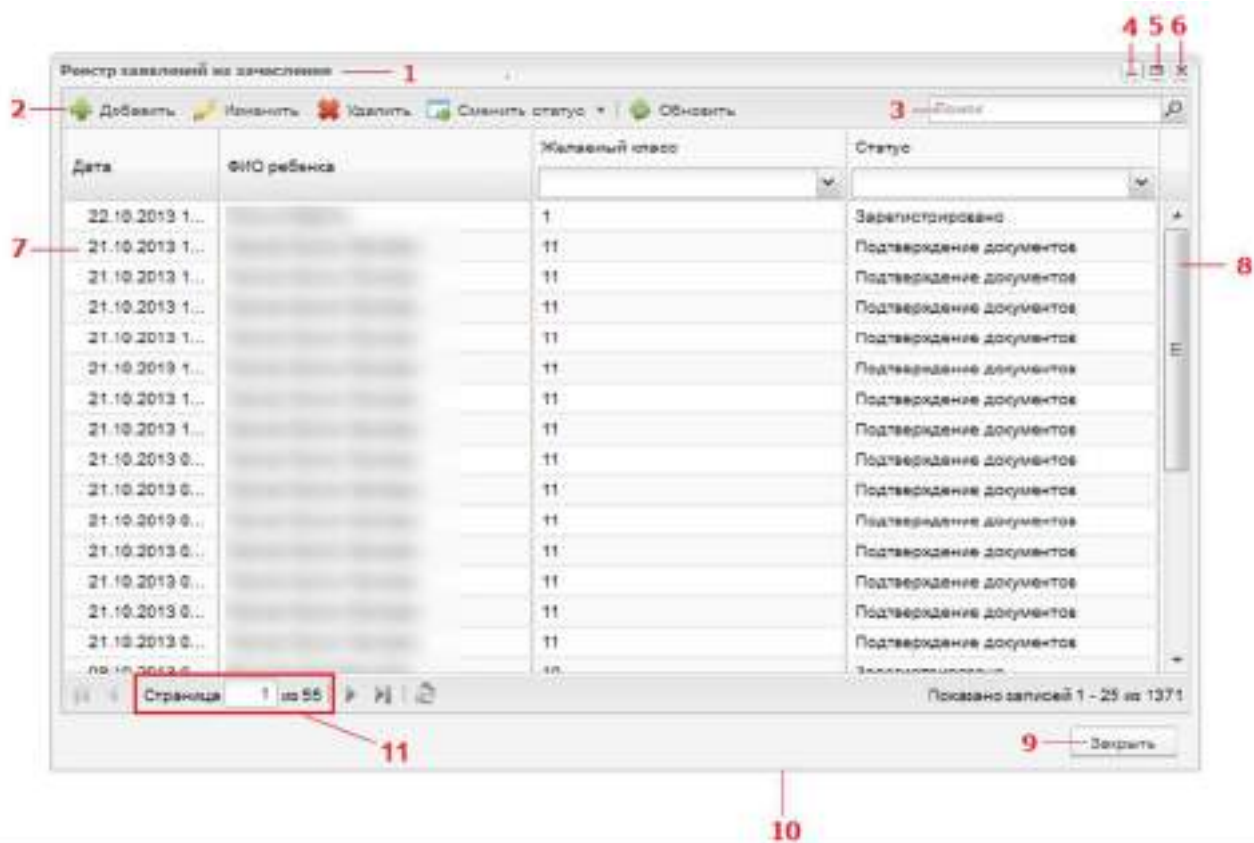 4 5 6
Реестр заявлений на зачисление 1
2 Добавить Изменить Удалить Сменить статус Обновить 3 Поиск
Дата ФИО ребенка Желаемый класс Статус
22.10.2013 1... 1 Зарегистрировано
7 21.10.2013 1... 11 Подтверждение документов
8
21.10.2013 1... 11 Подтверждение документов
21.10.2013 1... 11 Подтверждение документов
21.10.2013 1... 11 Подтверждение документов
21.10.2013 1... 11 Подтверждение документов
21.10.2013 1... 11 Подтверждение документов
21.10.2013 1... 11 Подтверждение документов
21.10.2013 0... 11 Подтверждение документов
21.10.2013 0... 11 Подтверждение документов
21.10.2013 0... 11 Подтверждение документов
21.10.2013 0... 11 Подтверждение документов
21.10.2013 0... 11 Подтверждение документов
21.10.2013 0... 11 Подтверждение документов
21.10.2013 0... 11 Подтверждение документов
10
Страница 1 из 55 Показано записей 1 - 25 из 1371
11 9 Закрыть
10